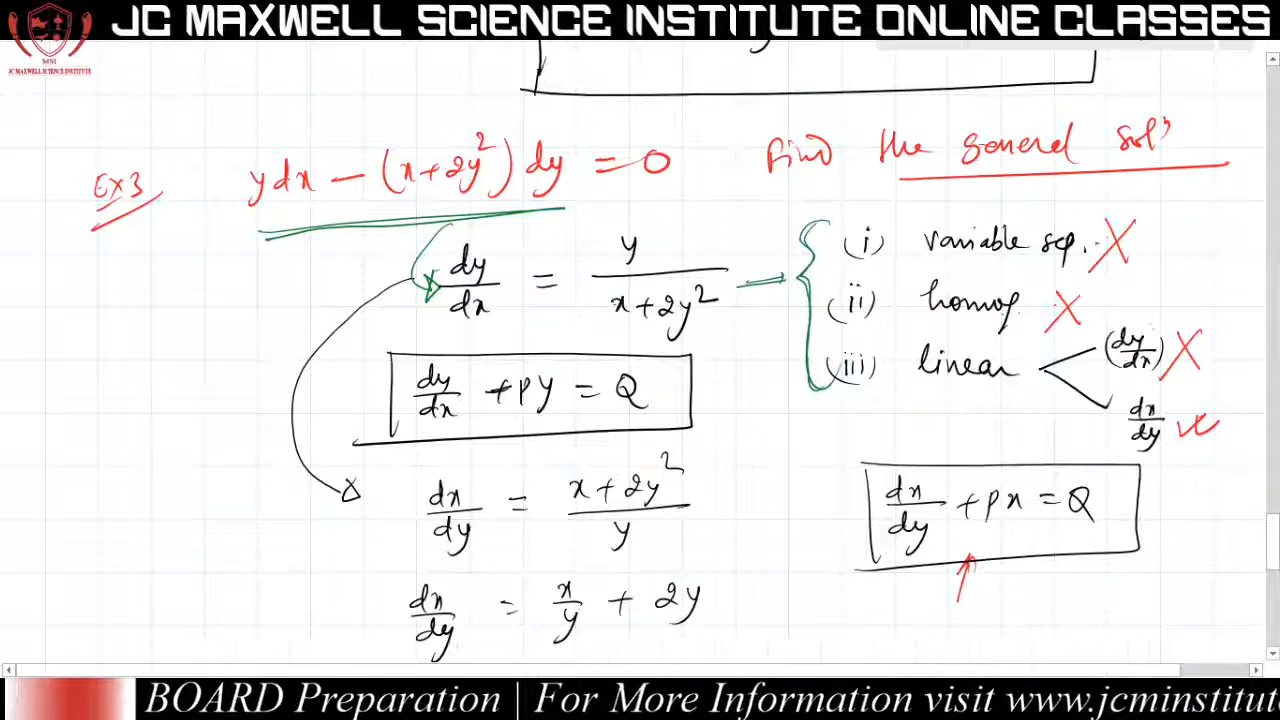 JC MAXWELL SCIENCE INSTITUTE ONLINE CLASSES
MSI
JC MAXWELL SCIENCE INSTITUTE
EX3 ydx - (x+2y²) dy = 0 Find the general solⁿ
dy/dx = y/(x+2y²)
(i) variable sep. X
(ii) homog X
(iii) linear (dy/dx) X
dx/dy ✓
dy/dx + py = Q
dx/dy = (x+2y²)/y
dx/dy + px = Q
dx/dy = x/y + 2y
BOARD Preparation | For More Information visit www.jcminstitut